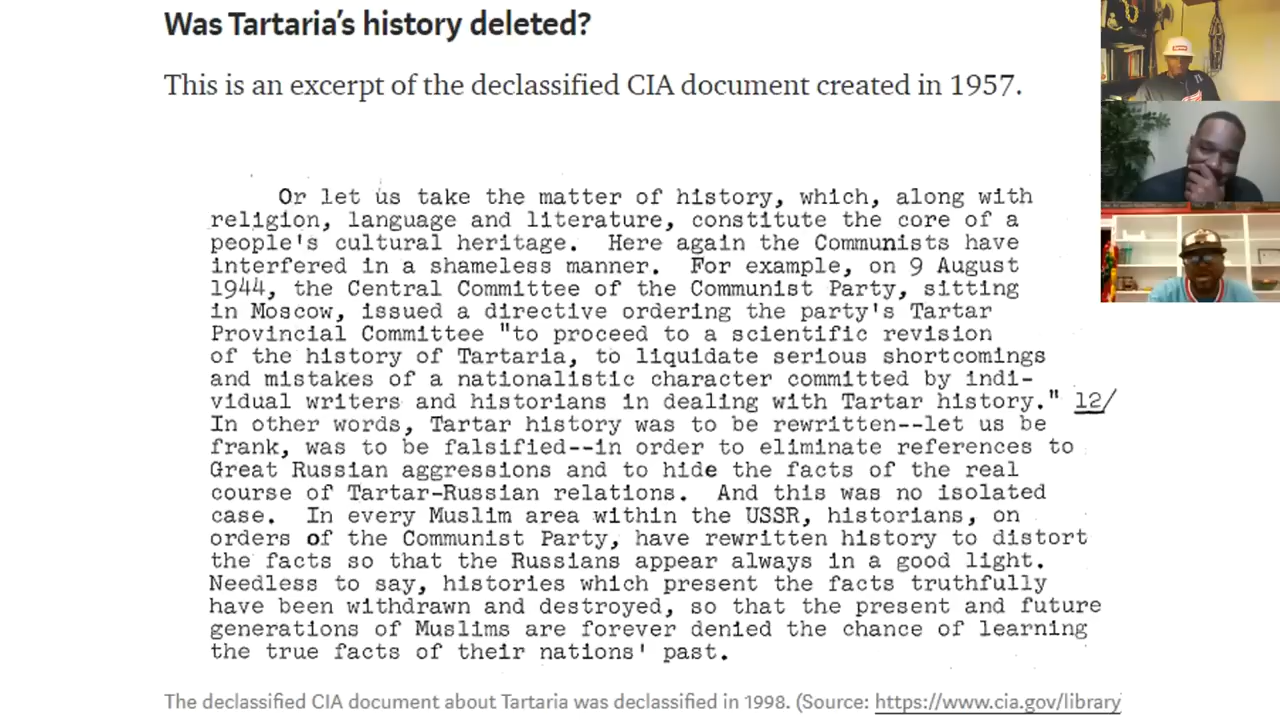 Was Tartaria's history deleted?
This is an excerpt of the declassified CIA document created in 1957.
Or let us take the matter of history, which, along with
religion, language and literature, constitute the core of a
people's cultural heritage. Here again the Communists have
interfered in a shameless manner. For example, on 9 August
1944, the Central Committee of the Communist Party, sitting
in Moscow, issued a directive ordering the party's Tartar
Provincial Committee "to proceed to a scientific revision
of the history of Tartaria, to liquidate serious shortcomings
and mistakes of a nationalistic character committed by indi-
vidual writers and historians in dealing with Tartar history." 12/
In other words, Tartar history was to be rewritten--let us be
frank, was to be falsified--in order to eliminate references to
Great Russian aggressions and to hide the facts of the real
course of Tartar-Russian relations. And this was no isolated
case. In every Muslim area within the USSR, historians, on
orders of the Communist Party, have rewritten history to distort
the facts so that the Russians appear always in a good light.
Needless to say, histories which present the facts truthfully
have been withdrawn and destroyed, so that the present and future
generations of Muslims are forever denied the chance of learning
the true facts of their nations' past.
The declassified CIA document about Tartaria was declassified in 1998. (Source: https://www.cia.gov/library